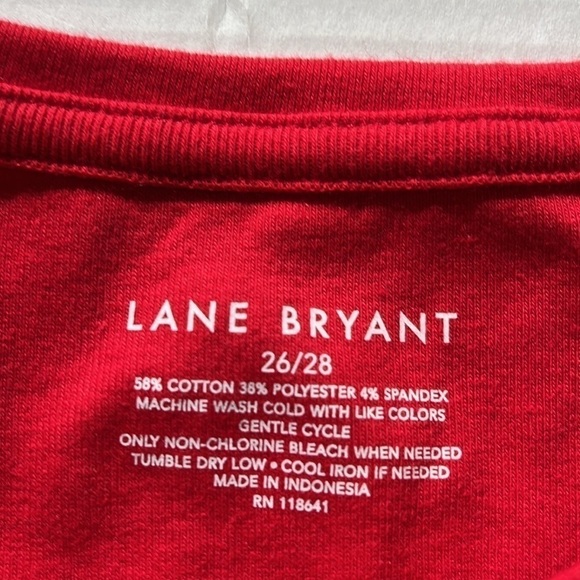 LANE BRYANT
26/28
58% COTTON 38% POLYESTER 4% SPANDEX
MACHINE WASH COLD WITH LIKE COLORS
GENTLE CYCLE
ONLY NON-CHLORINE BLEACH WHEN NEEDED
TUMBLE DRY LOW • COOL IRON IF NEEDED
MADE IN INDONESIA
RN 118641